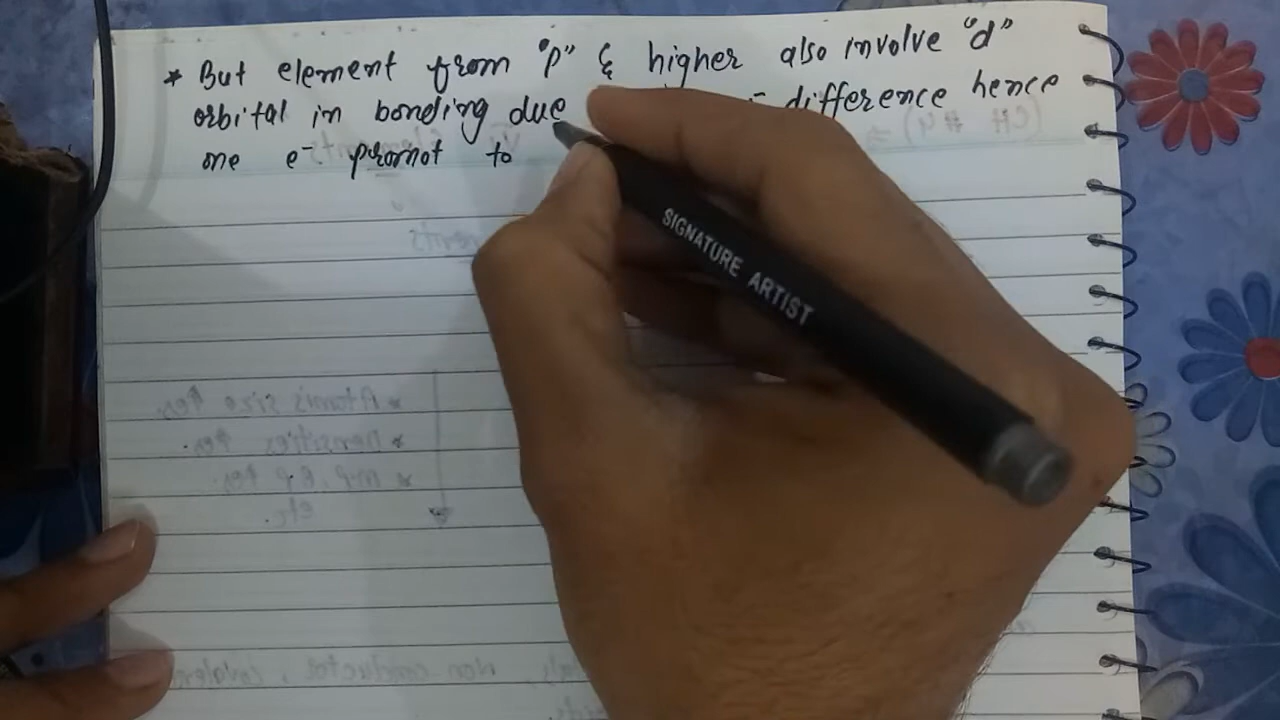 * But element from "p" & higher also involve "d"
orbital in bonding due difference hence
one e⁻ promot to
SIGNATURE ARTIST